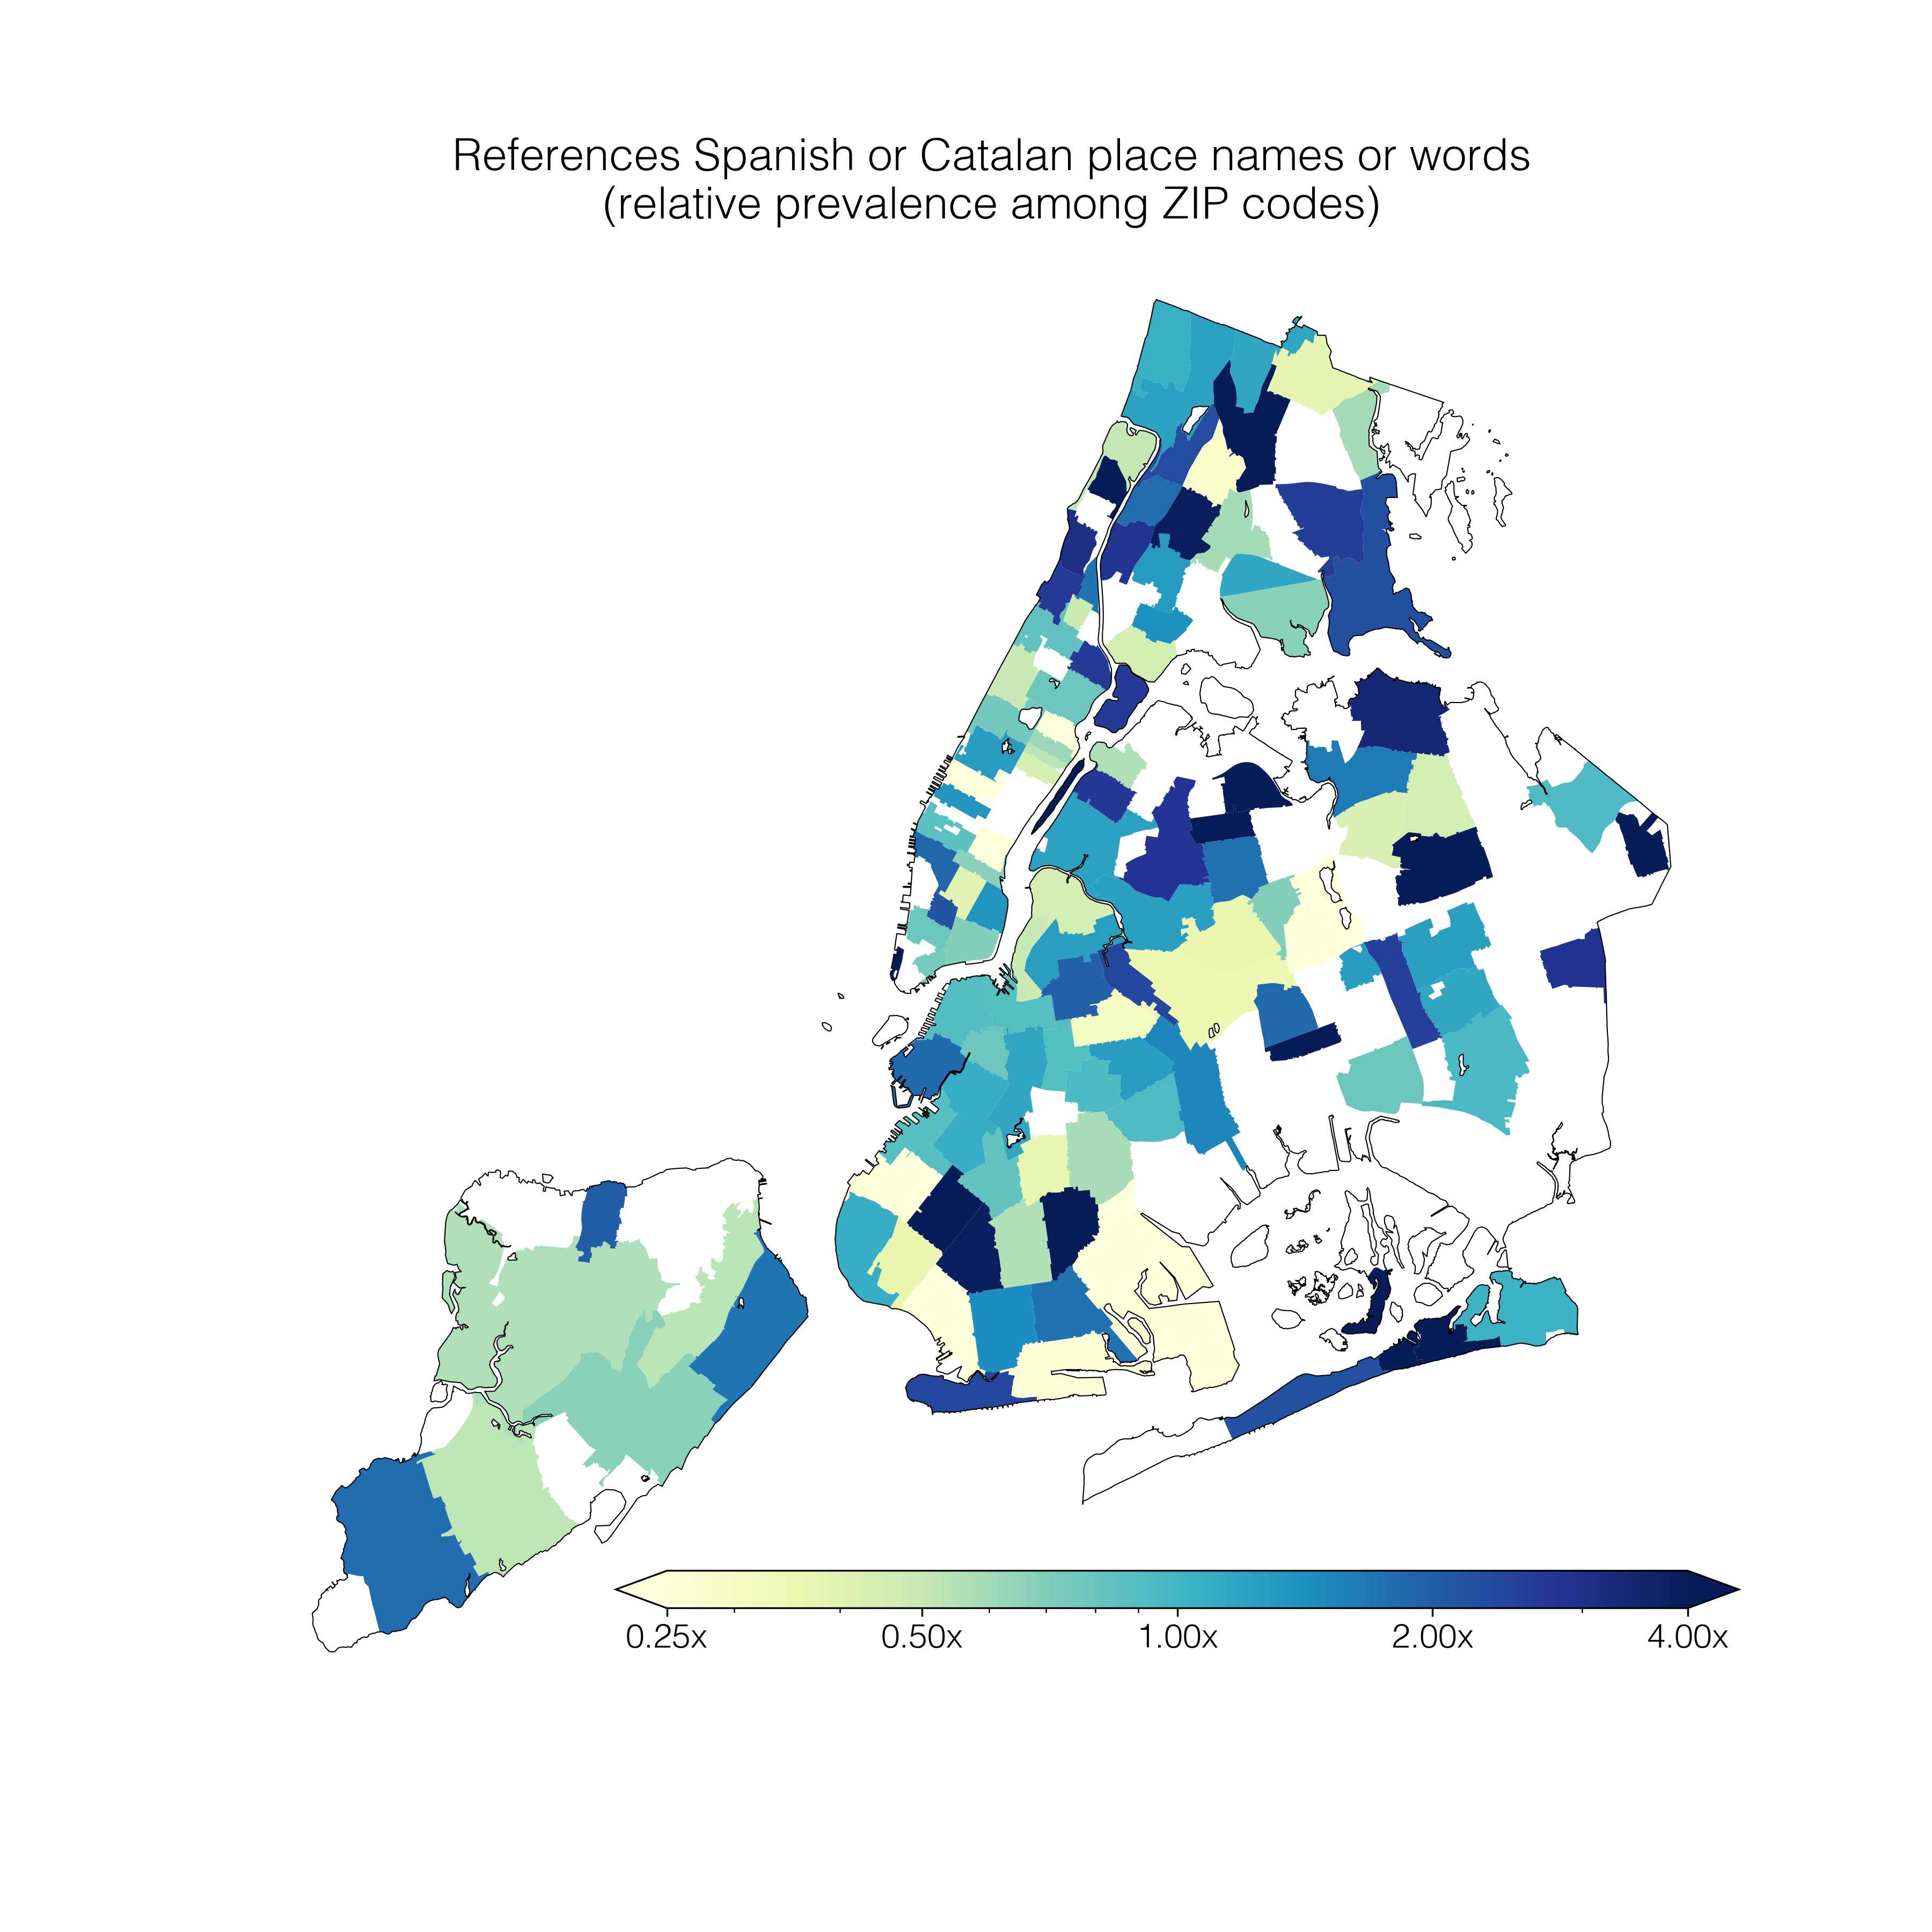 References Spanish or Catalan place names or words
(relative prevalence among ZIP codes)
0.25x 0.50x 1.00x 2.00x 4.00x